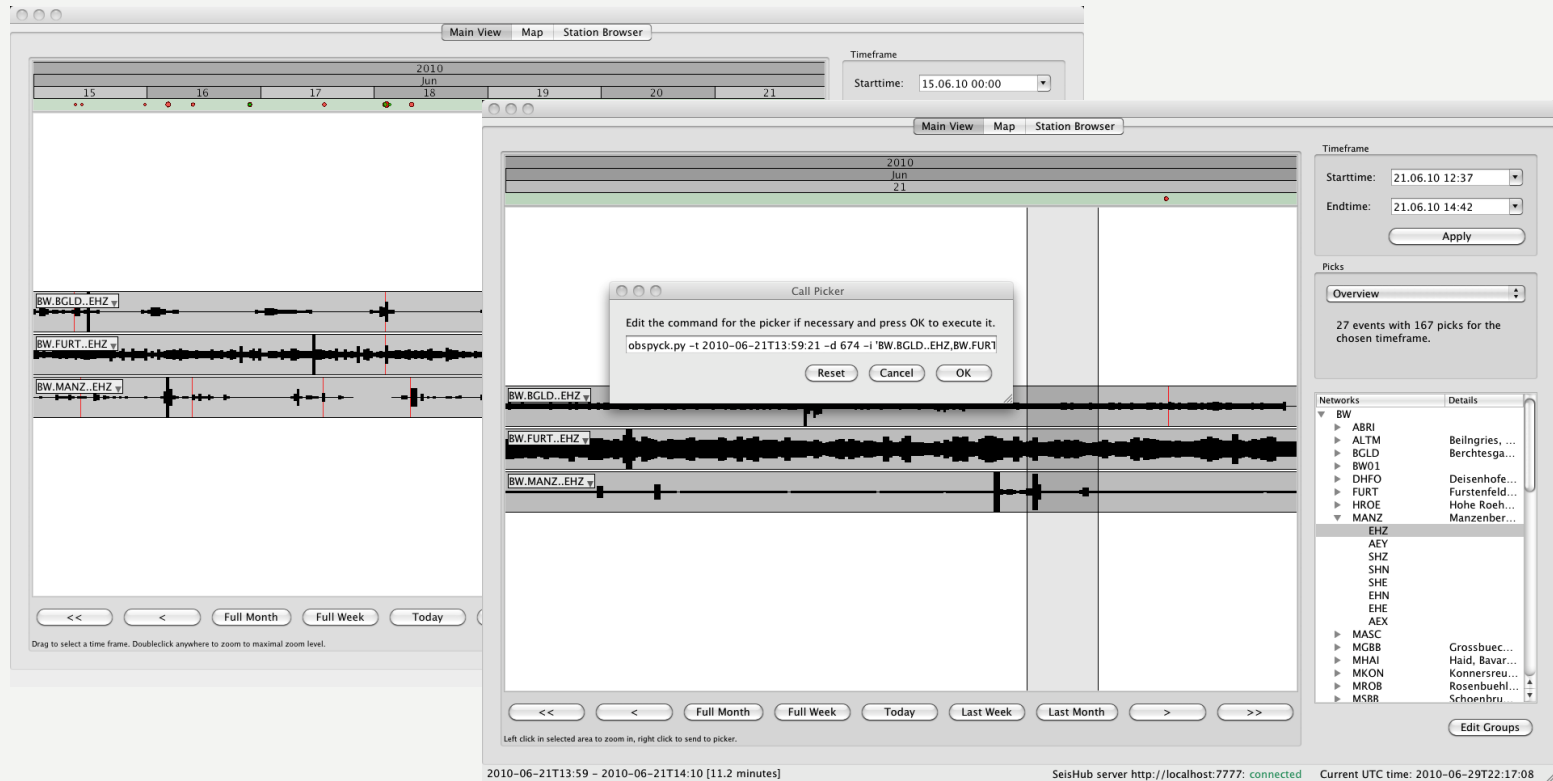 Main View Map Station Browser
2010
Jun
15 16 17 18 19 20 21
Timeframe
Starttime: 15.06.10 00:00
BW.BGLD..EHZ
BW.FURT..EHZ
BW.MANZ..EHZ
<< < Full Month Full Week Today
Drag to select a time frame. Doubleclick anywhere to zoom to maximal zoom level.
Main View Map Station Browser
2010
Jun
21
BW.BGLD..EHZ
BW.FURT..EHZ
BW.MANZ..EHZ
Call Picker
Edit the command for the picker if necessary and press OK to execute it.
obspyck.py -t 2010-06-21T13:59:21 -d 674 -i 'BW.BGLD..EHZ,BW.FURT
Reset Cancel OK
<< < Full Month Full Week Today Last Week Last Month > >>
Left click in selected area to zoom in, right click to send to picker.
Timeframe
Starttime: 21.06.10 12:37
Endtime: 21.06.10 14:42
Apply
Picks
Overview
27 events with 167 picks for the
chosen timeframe.
Networks Details
BW
ABRI
ALTM Beilngries, ...
BGLD Berchtesga...
BW01
DHFO Deisenhofe...
FURT Furstenfeld...
HROE Hohe Roeh...
MANZ Manzenber...
EHZ
AEY
SHZ
SHN
SHE
EHN
EHE
AEX
MASC
MGBB Grossbuec...
MHAI Haid, Bavar...
MKON Konnersreu...
MROB Rosenbuehl...
MSBB Schoenbru...
Edit Groups
2010-06-21T13:59 - 2010-06-21T14:10 [11.2 minutes]
SeisHub server http://localhost:7777: connected Current UTC time: 2010-06-29T22:17:08